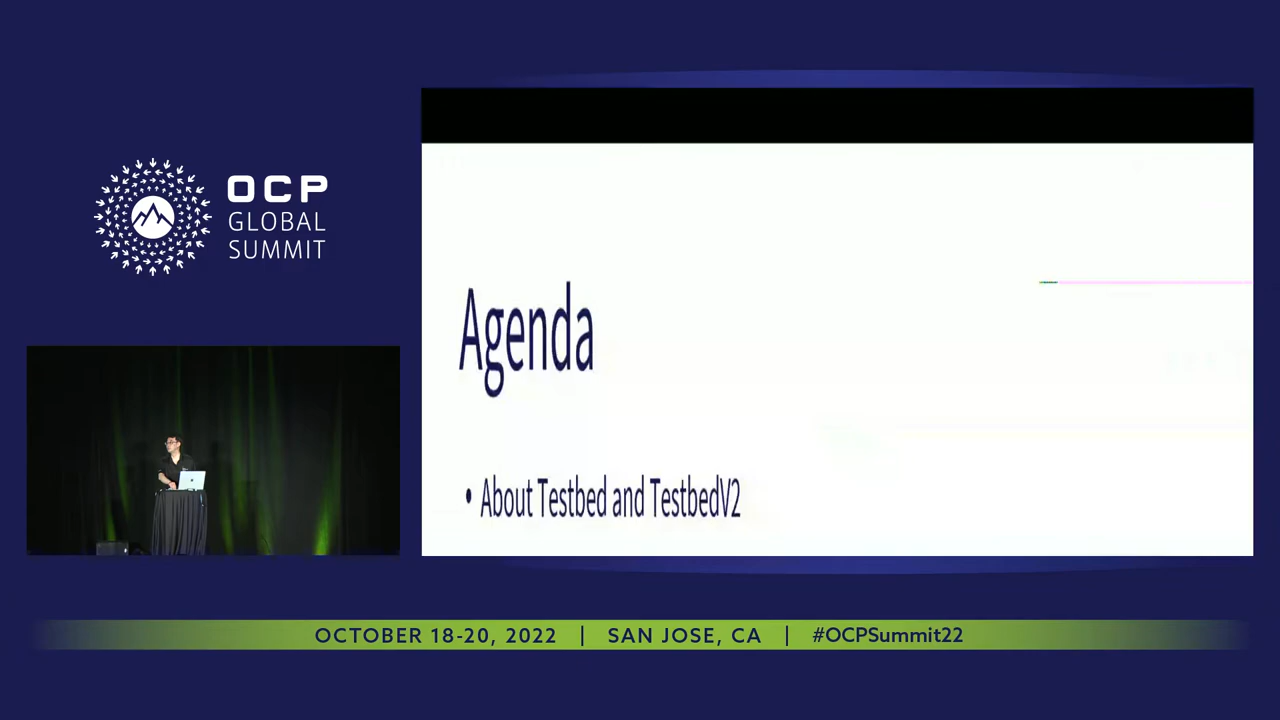 OCP
GLOBAL
SUMMIT
Agenda
• About Testbed and TestbedV2
OCTOBER 18-20, 2022 | SAN JOSE, CA | #OCPSummit22